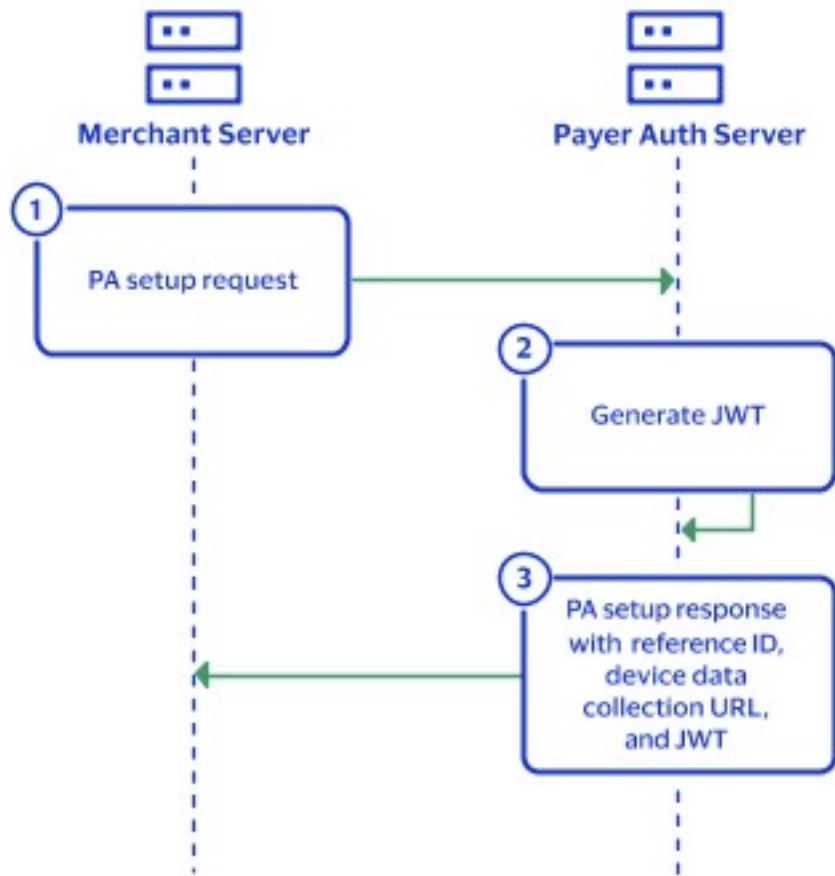 Merchant Server
Payer Auth Server
1
PA setup request
2
Generate JWT
3
PA setup response
with reference ID,
device data
collection URL,
and JWT